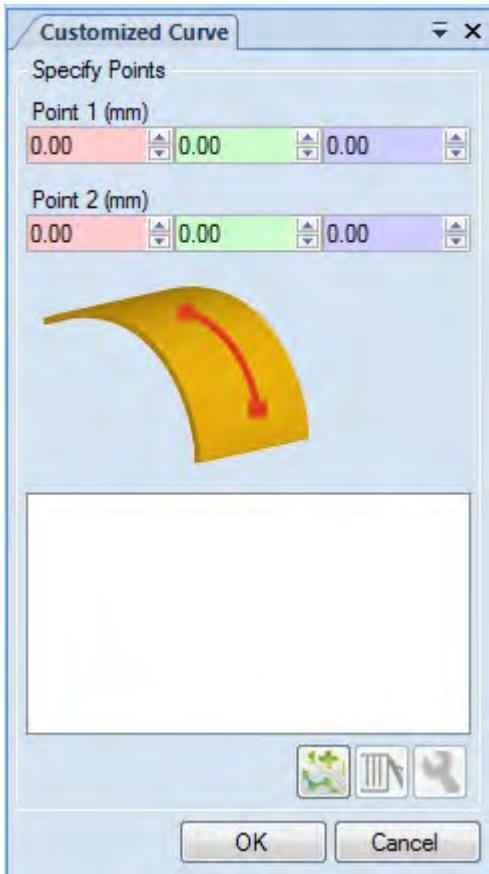 Customized Curve
Specify Points
Point 1 (mm)
0.00 0.00 0.00
Point 2 (mm)
0.00 0.00 0.00
OK Cancel